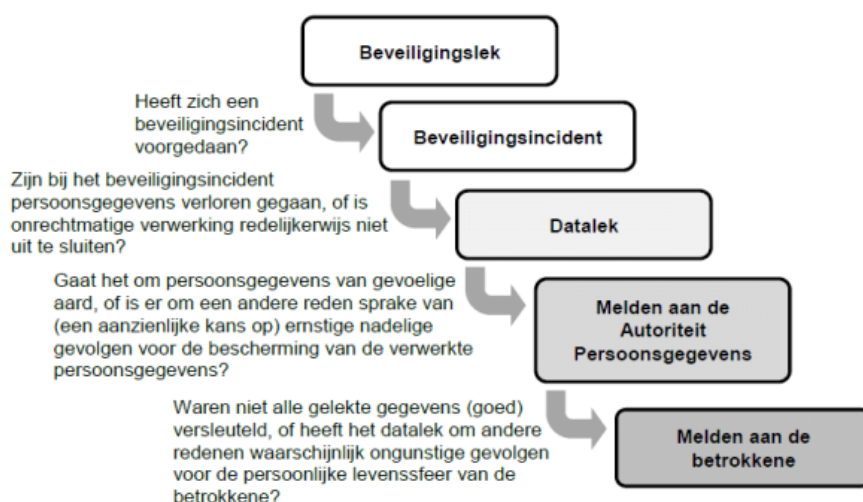 Beveiligingslek
Heeft zich een
beveiligingsincident
voorgedaan?
Beveiligingsincident
Zijn bij het beveiligingsincident
persoonsgegevens verloren gegaan, of is
onrechtmatige verwerking redelijkerwijs niet
uit te sluiten?
Datalek
Gaat het om persoonsgegevens van gevoelige
aard, of is er om een andere reden sprake van
(een aanzienlijke kans op) ernstige nadelige
gevolgen voor de bescherming van de verwerkte
persoonsgegevens?
Melden aan de
Autoriteit
Persoonsgegevens
Waren niet alle gelekte gegevens (goed)
versleuteld, of heeft het datalek om andere
redenen waarschijnlijk ongunstige gevolgen
voor de persoonlijke levenssfeer van de
betrokkene?
Melden aan de
betrokkene